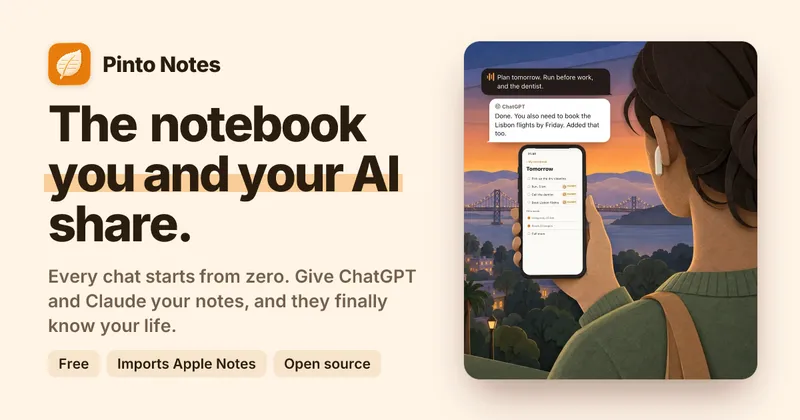 Pinto Notes
The notebook
you and your AI
share.
Every chat starts from zero. Give ChatGPT
and Claude your notes, and they finally
know your life.
Free
Imports Apple Notes
Open source
Plan tomorrow. Run before work,
and the dentist.
ChatGPT
Done. You also need to book the
Lisbon flights by Friday. Added that
too.
Tomorrow